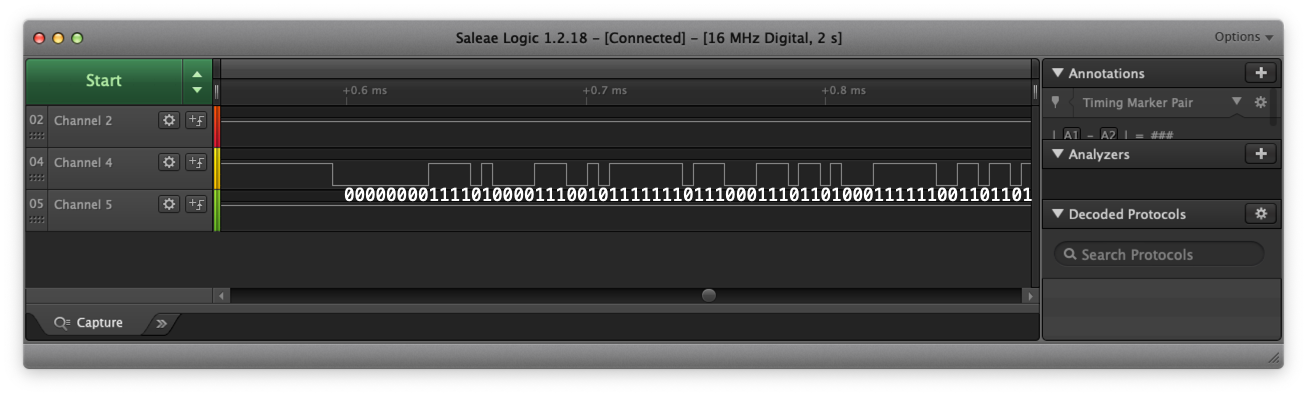 Saleae Logic 1.2.18 – [Connected] – [16 MHz Digital, 2 s]
Options
Start
+0.6 ms +0.7 ms +0.8 ms
Annotations
Timing Marker Pair
| A1 – A2 | = ###
02 Channel 2
04 Channel 4
00000000111101000011100101111111011100011101101000111111001101101
05 Channel 5
Analyzers
Decoded Protocols
Search Protocols
Capture